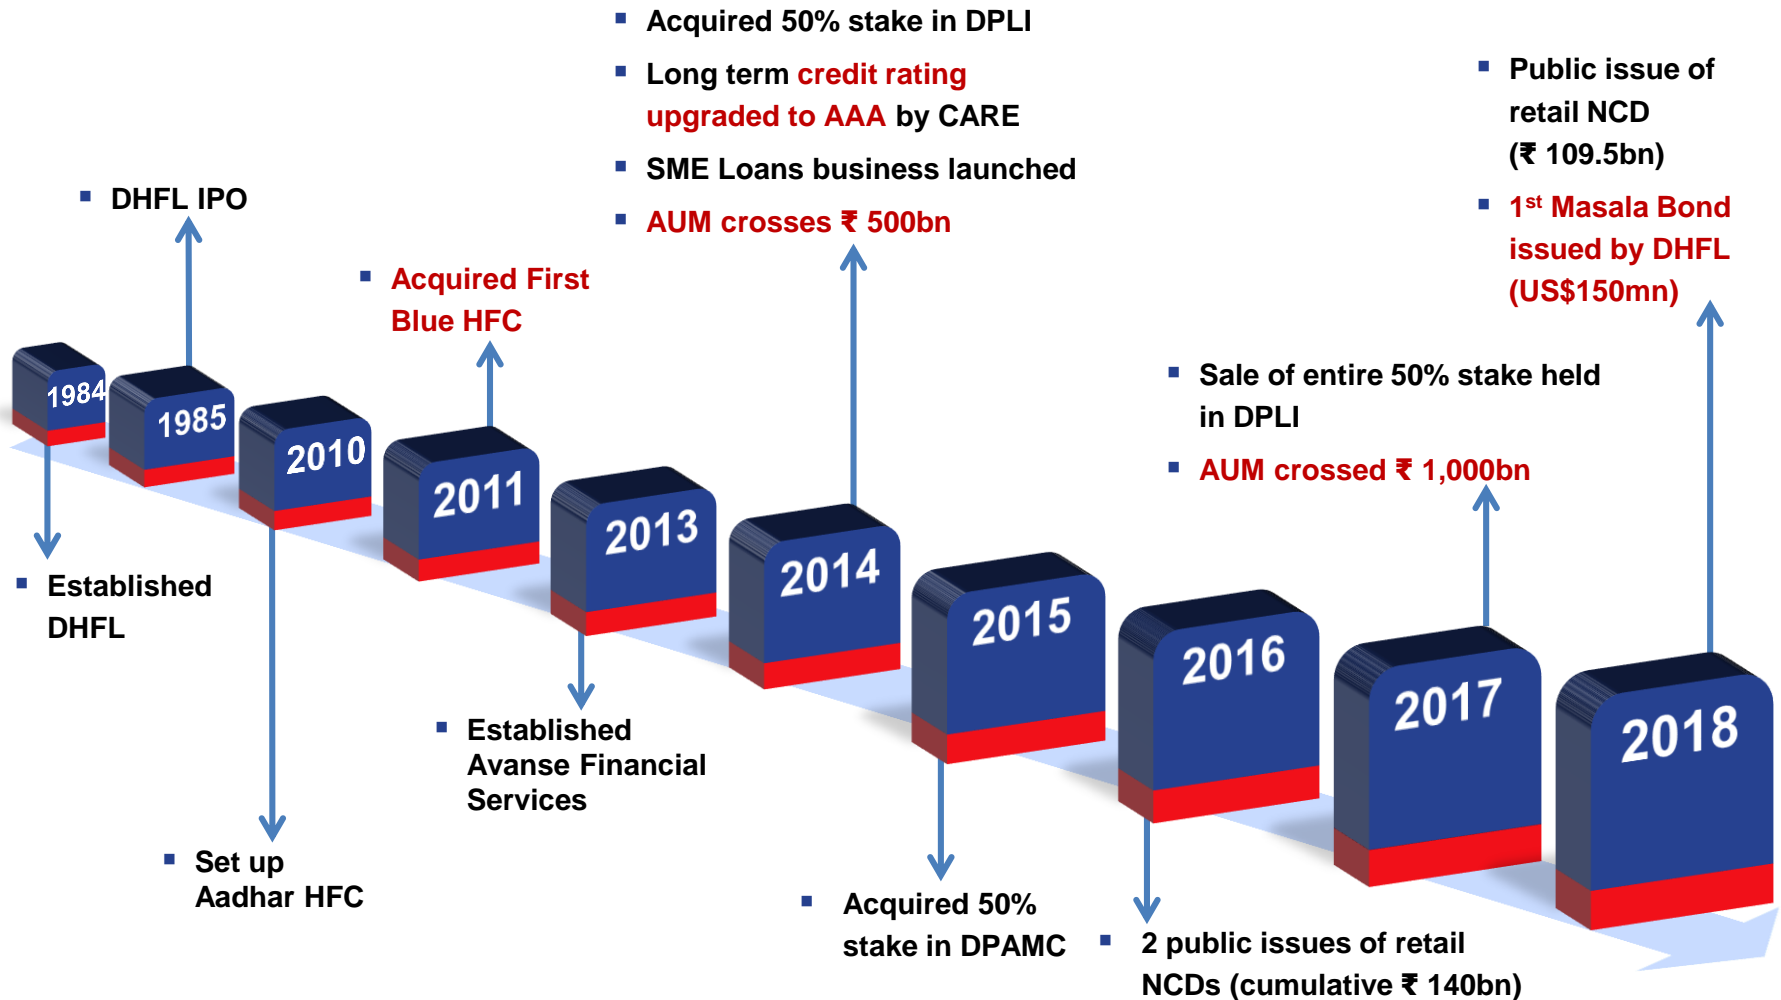 ▪ Acquired 50% stake in DPLI
▪ Long term credit rating
upgraded to AAA by CARE
▪ SME Loans business launched
▪ AUM crosses ₹ 500bn
▪ Public issue of
retail NCD
(₹ 109.5bn)
▪ 1st Masala Bond
issued by DHFL
(US$150mn)
▪ DHFL IPO
▪ Acquired First
Blue HFC
▪ Sale of entire 50% stake held
in DPLI
▪ AUM crossed ₹ 1,000bn
1984
1985
2010
2011
2013
2014
2015
2016
2017
2018
▪ Established
DHFL
▪ Set up
Aadhar HFC
▪ Established
Avanse Financial
Services
▪ Acquired 50%
stake in DPAMC
▪ 2 public issues of retail
NCDs (cumulative ₹ 140bn)